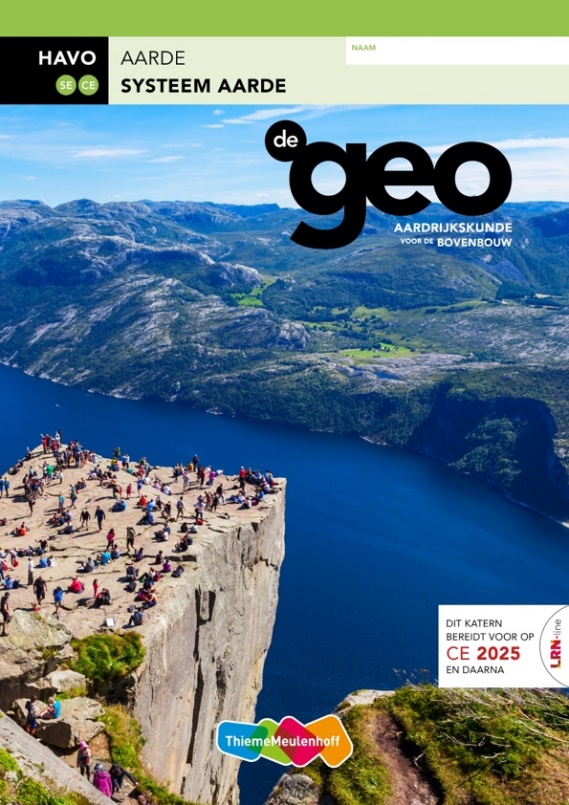 HAVO
SE CE
AARDE
SYSTEEM AARDE
NAAM
de
geo
AARDRIJKSKUNDE
VOOR DE BOVENBOUW
DIT KATERN
BEREIDT VOOR OP
CE 2025
EN DAARNA
LRN-line
ThiemeMeulenhoff